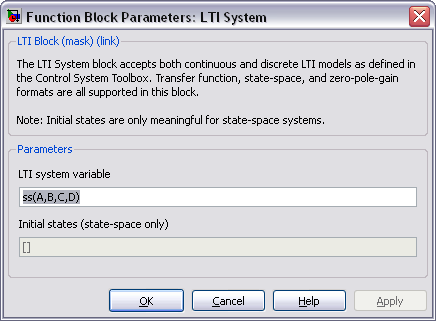 Function Block Parameters: LTI System
LTI Block (mask) (link)
The LTI System block accepts both continuous and discrete LTI models as defined in
the Control System Toolbox. Transfer function, state-space, and zero-pole-gain
formats are all supported in this block.
Note: Initial states are only meaningful for state-space systems.
Parameters
LTI system variable
ss(A,B,C,D)
Initial states (state-space only)
[]
OK Cancel Help Apply